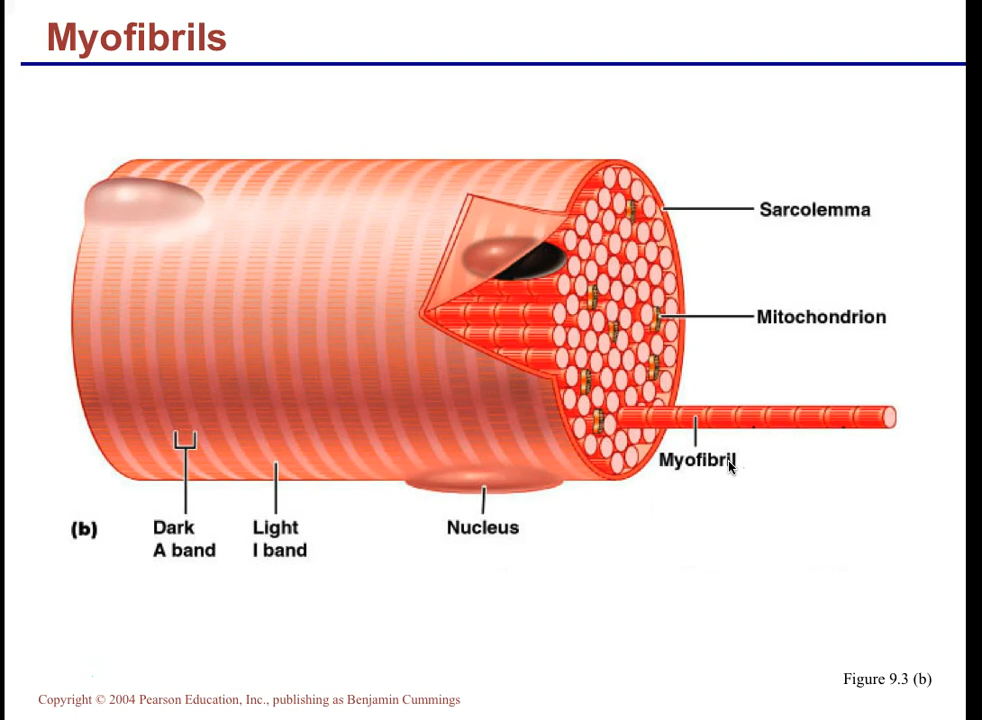 Myofibrils
Sarcolemma
Mitochondrion
Myofibril
(b)
Dark
A band
Light
I band
Nucleus
Figure 9.3 (b)
Copyright © 2004 Pearson Education, Inc., publishing as Benjamin Cummings